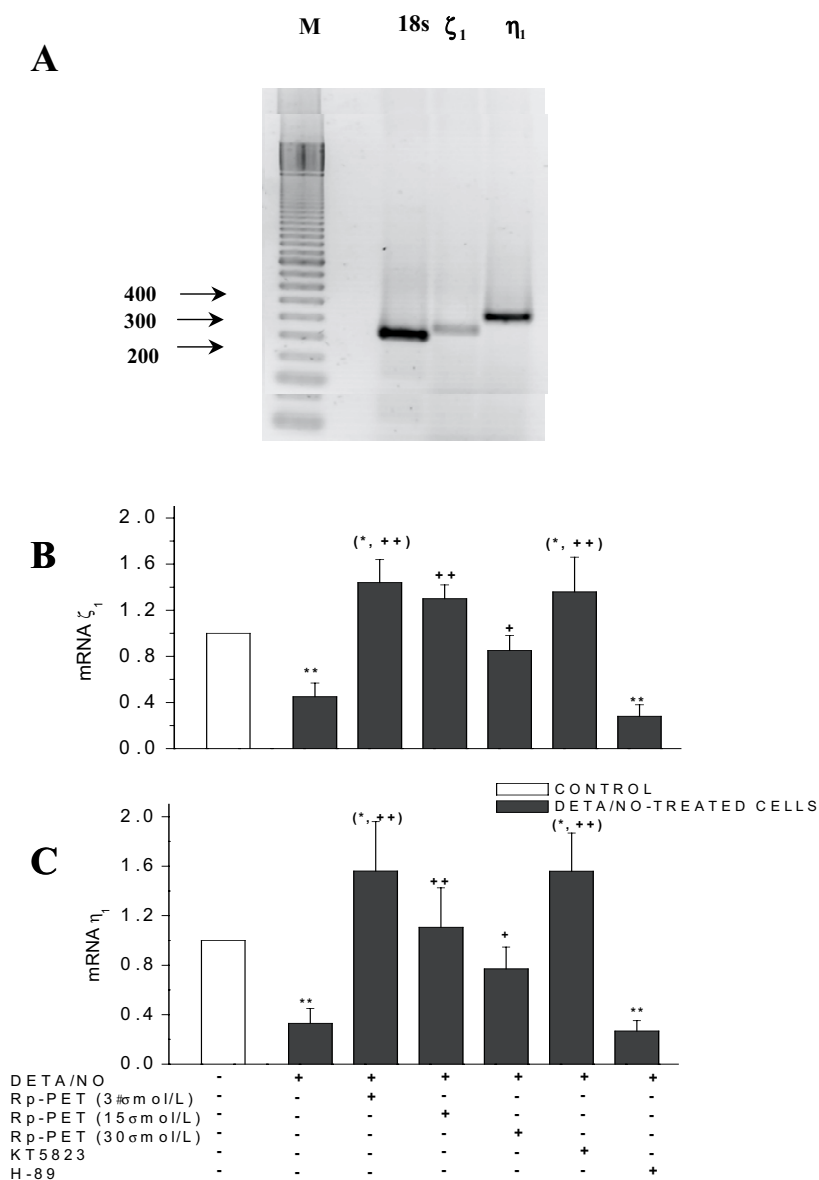 M 18s ζ1 η1
A
400
300
200
B
mRNA ζ1
2.0
1.6
1.2
0.8
0.4
0.0
**
(*, ++)
++
+
(*, ++)
**
CONTROL
DETA/NO-TREATED CELLS
C
mRNA η1
2.0
1.6
1.2
0.8
0.4
0.0
**
(*, ++)
++
+
(*, ++)
**
DETA/NO - + + + + + +
Rp-PET (3#σmol/L) - - + - - - -
Rp-PET (15σmol/L) - - - + - - -
Rp-PET (30σmol/L) - - - - + - -
KT5823 - - - - - + -
H-89 - - - - - - +